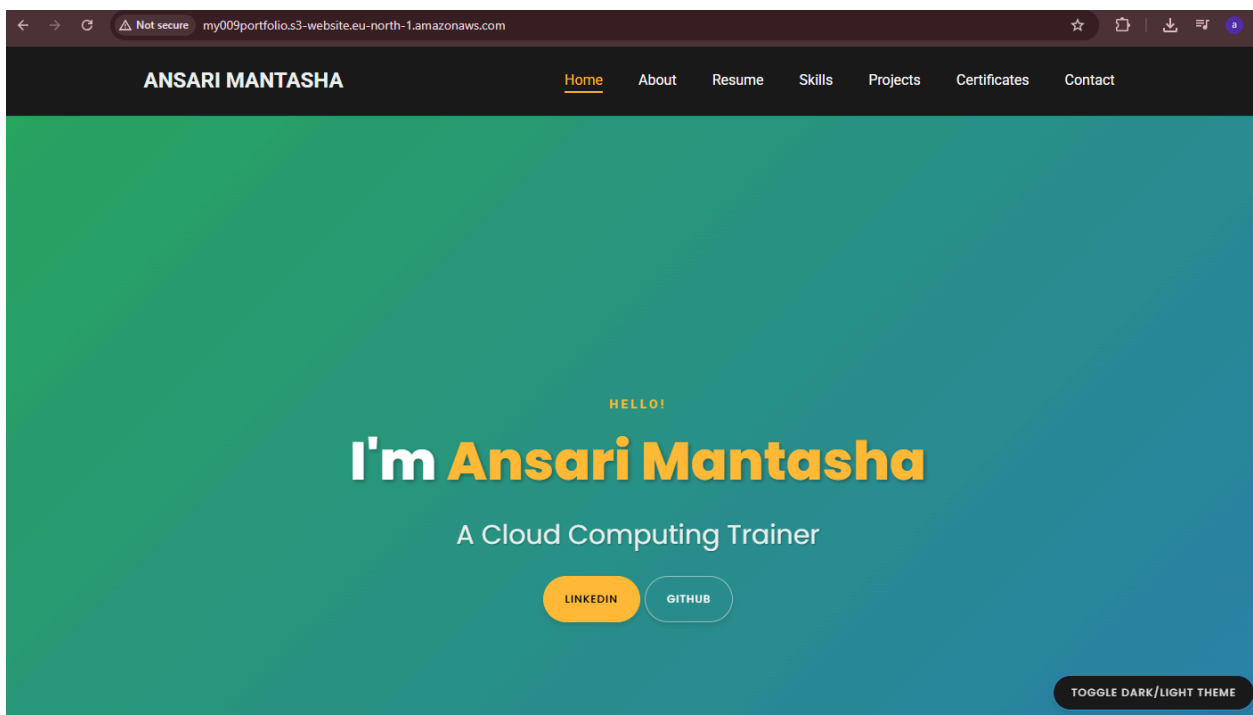 Not secure my009portfolio.s3-website.eu-north-1.amazonaws.com a
ANSARI MANTASHA Home About Resume Skills Projects Certificates Contact
HELLO!
I'm Ansari Mantasha
A Cloud Computing Trainer
LINKEDIN GITHUB
TOGGLE DARK/LIGHT THEME